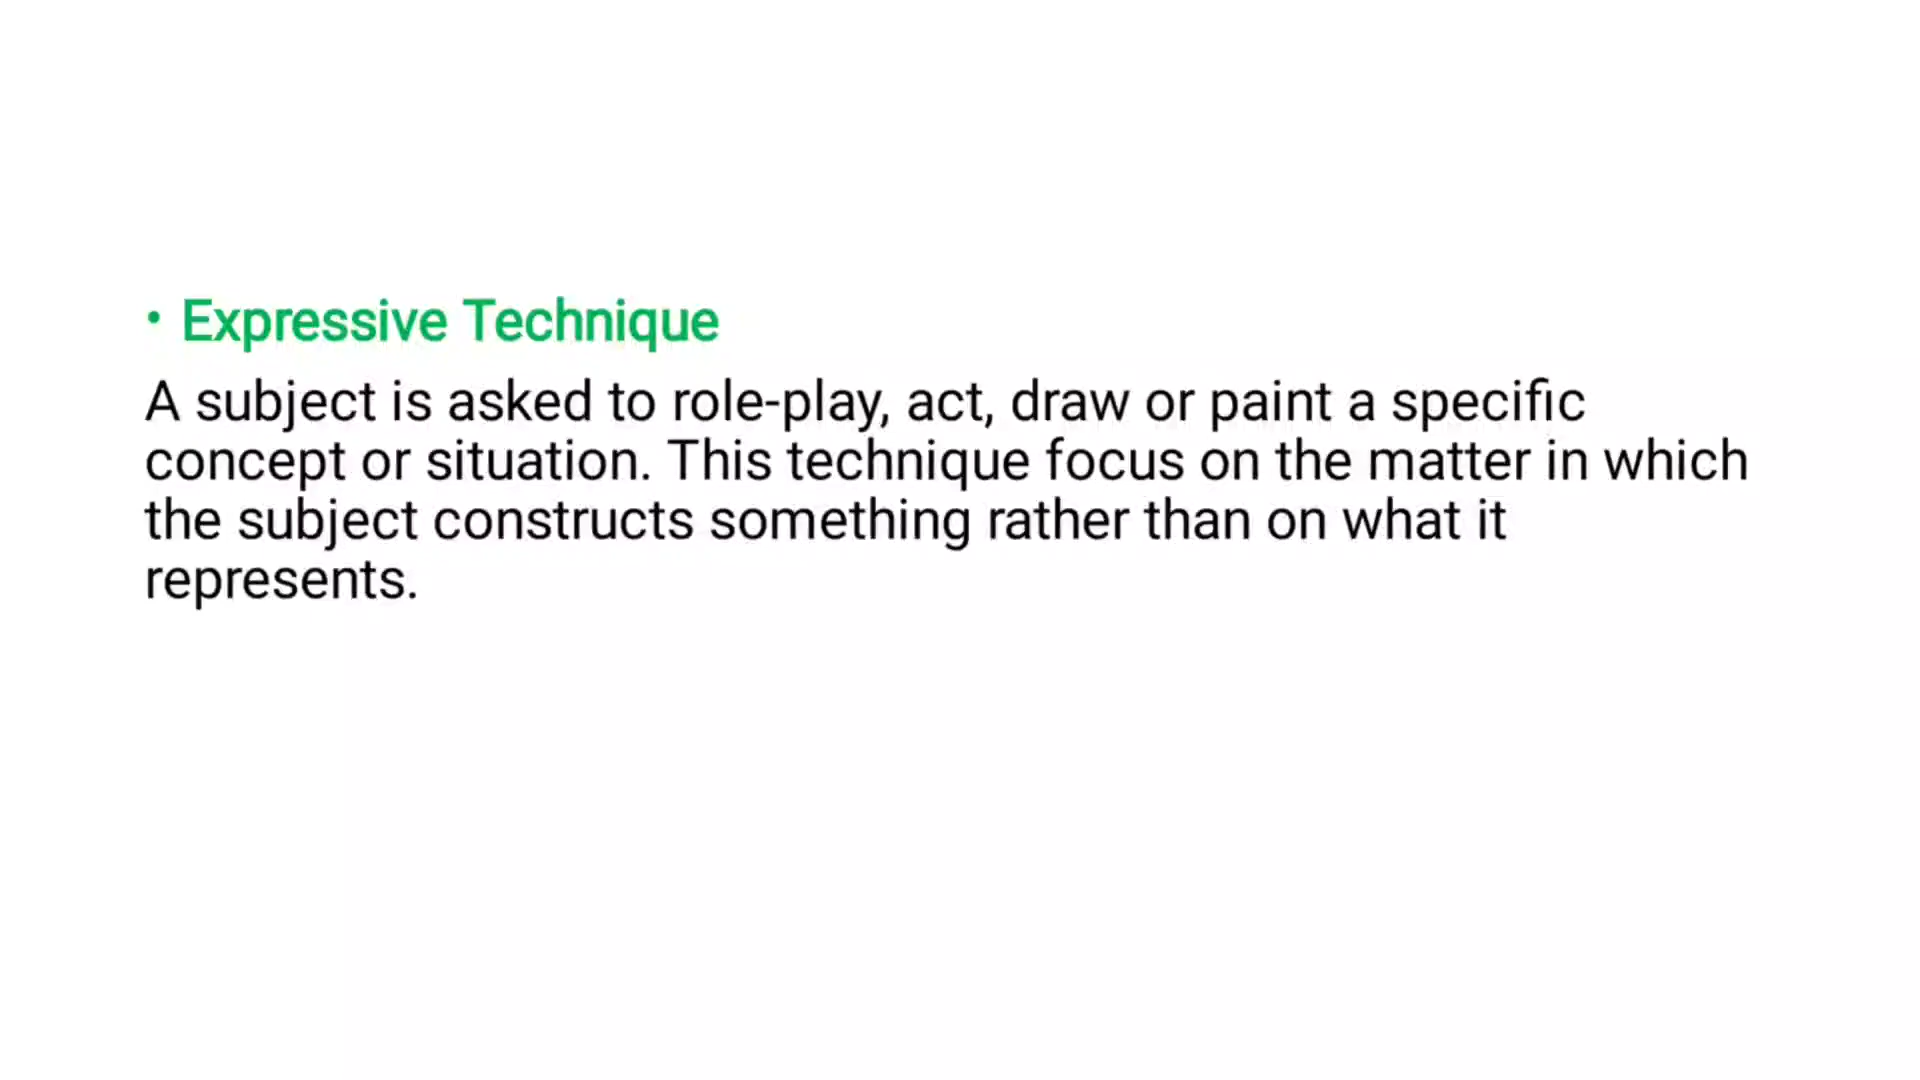 • Expressive Technique
A subject is asked to role-play, act, draw or paint a specific
concept or situation. This technique focus on the matter in which
the subject constructs something rather than on what it
represents.